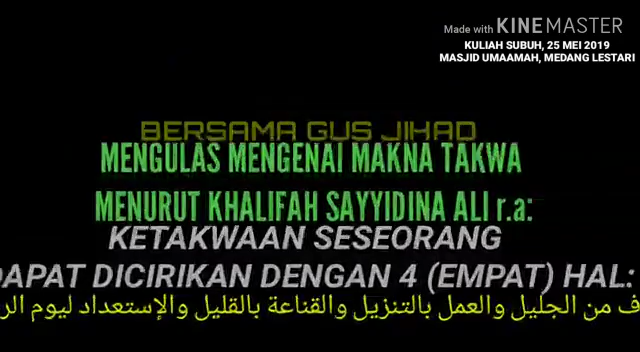 Made with KINEMASTER
KULIAH SUBUH, 25 MEI 2019
MASJID UMAAMAH, MEDANG LESTARI
BERSAMA GUS JIHAD
MENGULAS MENGENAI MAKNA TAKWA
MENURUT KHALIFAH SAYYIDINA ALI r.a:
KETAKWAAN SESEORANG
DAPAT DICIRIKAN DENGAN 4 (EMPAT) HAL:
من الجليل والعمل بالتنزيل والقناعة بالقليل والإستعداد ليوم